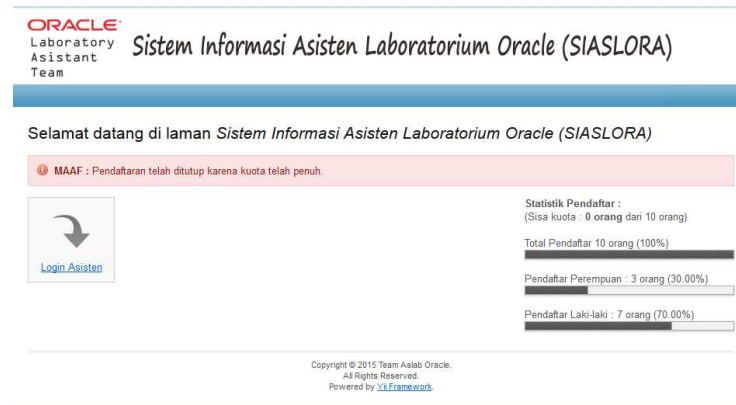 ORACLE
Laboratory
Asistant
Team
Sistem Informasi Asisten Laboratorium Oracle (SIASLORA)
Selamat datang di laman Sistem Informasi Asisten Laboratorium Oracle (SIASLORA)
MAAF : Pendaftaran telah ditutup karena kuota telah penuh.
Login Asisten
Statistik Pendaftar :
(Sisa kuota : 0 orang dari 10 orang)
Total Pendaftar 10 orang (100%)
Pendaftar Perempuan : 3 orang (30.00%)
Pendaftar Laki-laki : 7 orang (70.00%)
Copyright © 2015 Team Aslab Oracle.
All Rights Reserved.
Powered by Yii Framework.